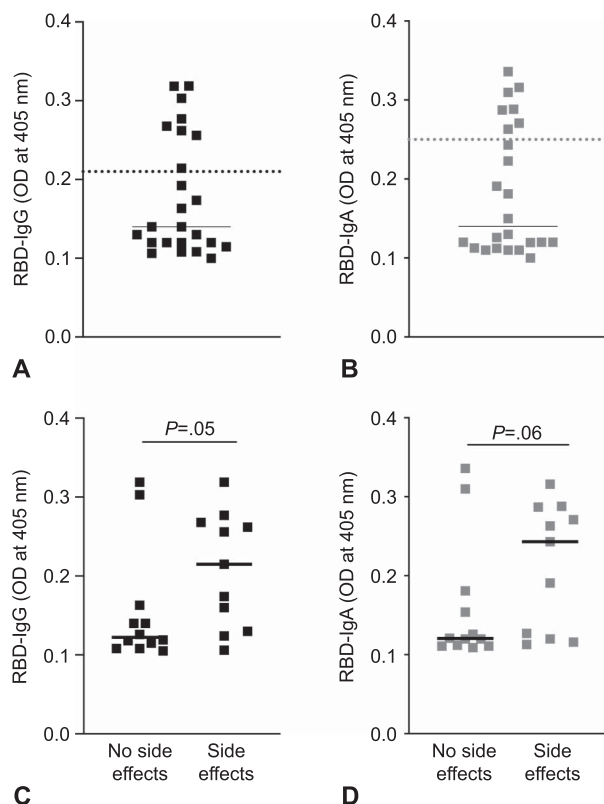 RBD-IgG (OD at 405 nm)
0.4
0.3
0.2
0.1
0.0
A
RBD-IgA (OD at 405 nm)
0.4
0.3
0.2
0.1
0.0
B
RBD-IgG (OD at 405 nm)
0.4
0.3
0.2
0.1
0.0
P=.05
No side
effects
Side
effects
C
RBD-IgA (OD at 405 nm)
0.4
0.3
0.2
0.1
0.0
P=.06
No side
effects
Side
effects
D